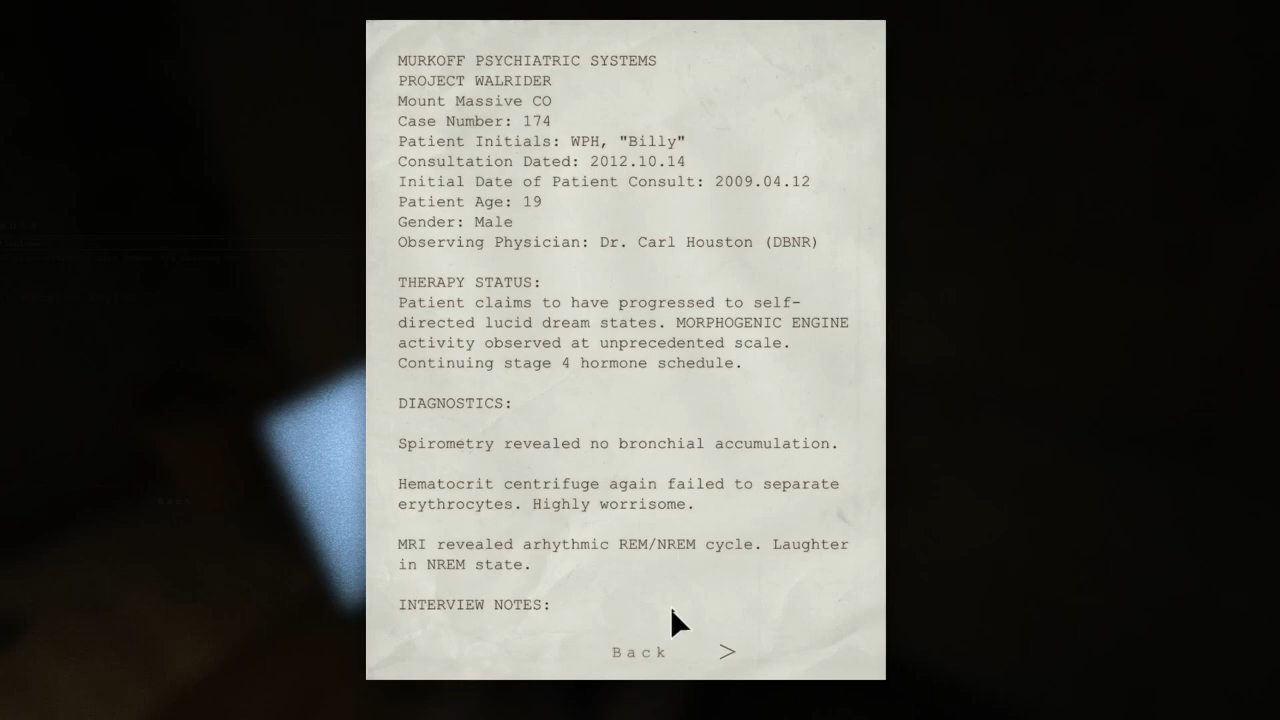 MURKOFF PSYCHIATRIC SYSTEMS
PROJECT WALRIDER
Mount Massive CO
Case Number: 174
Patient Initials: WPH, "Billy"
Consultation Dated: 2012.10.14
Initial Date of Patient Consult: 2009.04.12
Patient Age: 19
Gender: Male
Observing Physician: Dr. Carl Houston (DBNR)
THERAPY STATUS:
Patient claims to have progressed to self-
directed lucid dream states. MORPHOGENIC ENGINE
activity observed at unprecedented scale.
Continuing stage 4 hormone schedule.
DIAGNOSTICS:
Spirometry revealed no bronchial accumulation.
Hematocrit centrifuge again failed to separate
erythrocytes. Highly worrisome.
MRI revealed arhythmic REM/NREM cycle. Laughter
in NREM state.
INTERVIEW NOTES:
Back >